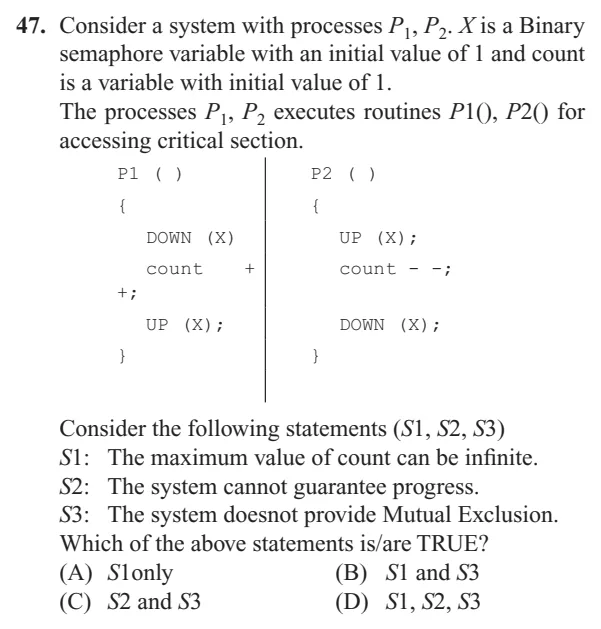 47. Consider a system with processes P1, P2. X is a Binary
semaphore variable with an initial value of 1 and count
is a variable with initial value of 1.
The processes P1, P2 executes routines P1(), P2() for
accessing critical section.
P1 ( ) P2 ( )
{ {
DOWN (X) UP (X);
count + count - -;
+;
UP (X); DOWN (X);
} }
Consider the following statements (S1, S2, S3)
S1: The maximum value of count can be infinite.
S2: The system cannot guarantee progress.
S3: The system doesnot provide Mutual Exclusion.
Which of the above statements is/are TRUE?
(A) S1only (B) S1 and S3
(C) S2 and S3 (D) S1, S2, S3